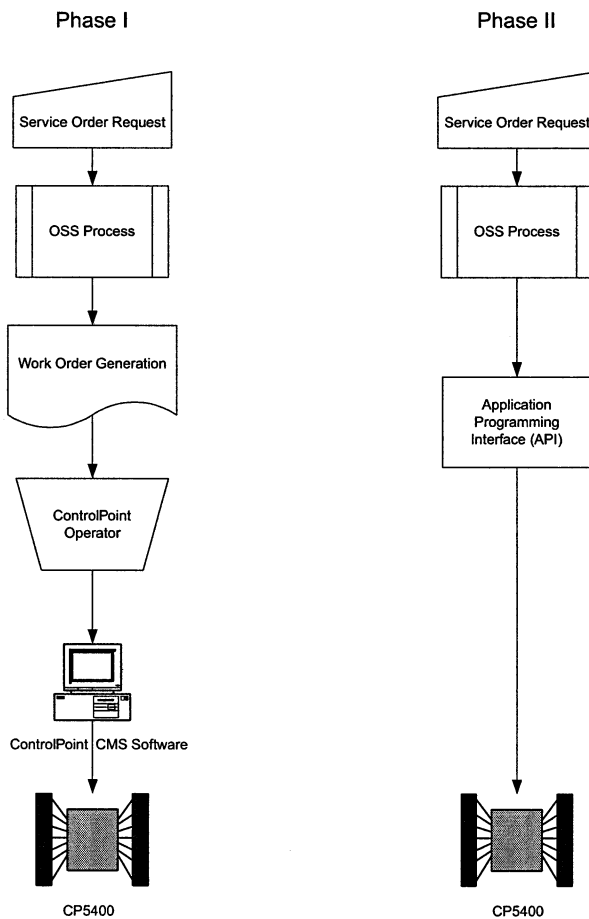 Phase I
Service Order Request
OSS Process
Work Order Generation
ControlPoint
Operator
ControlPoint CMS Software
CP5400
Phase II
Service Order Request
OSS Process
Application
Programming
Interface (API)
CP5400